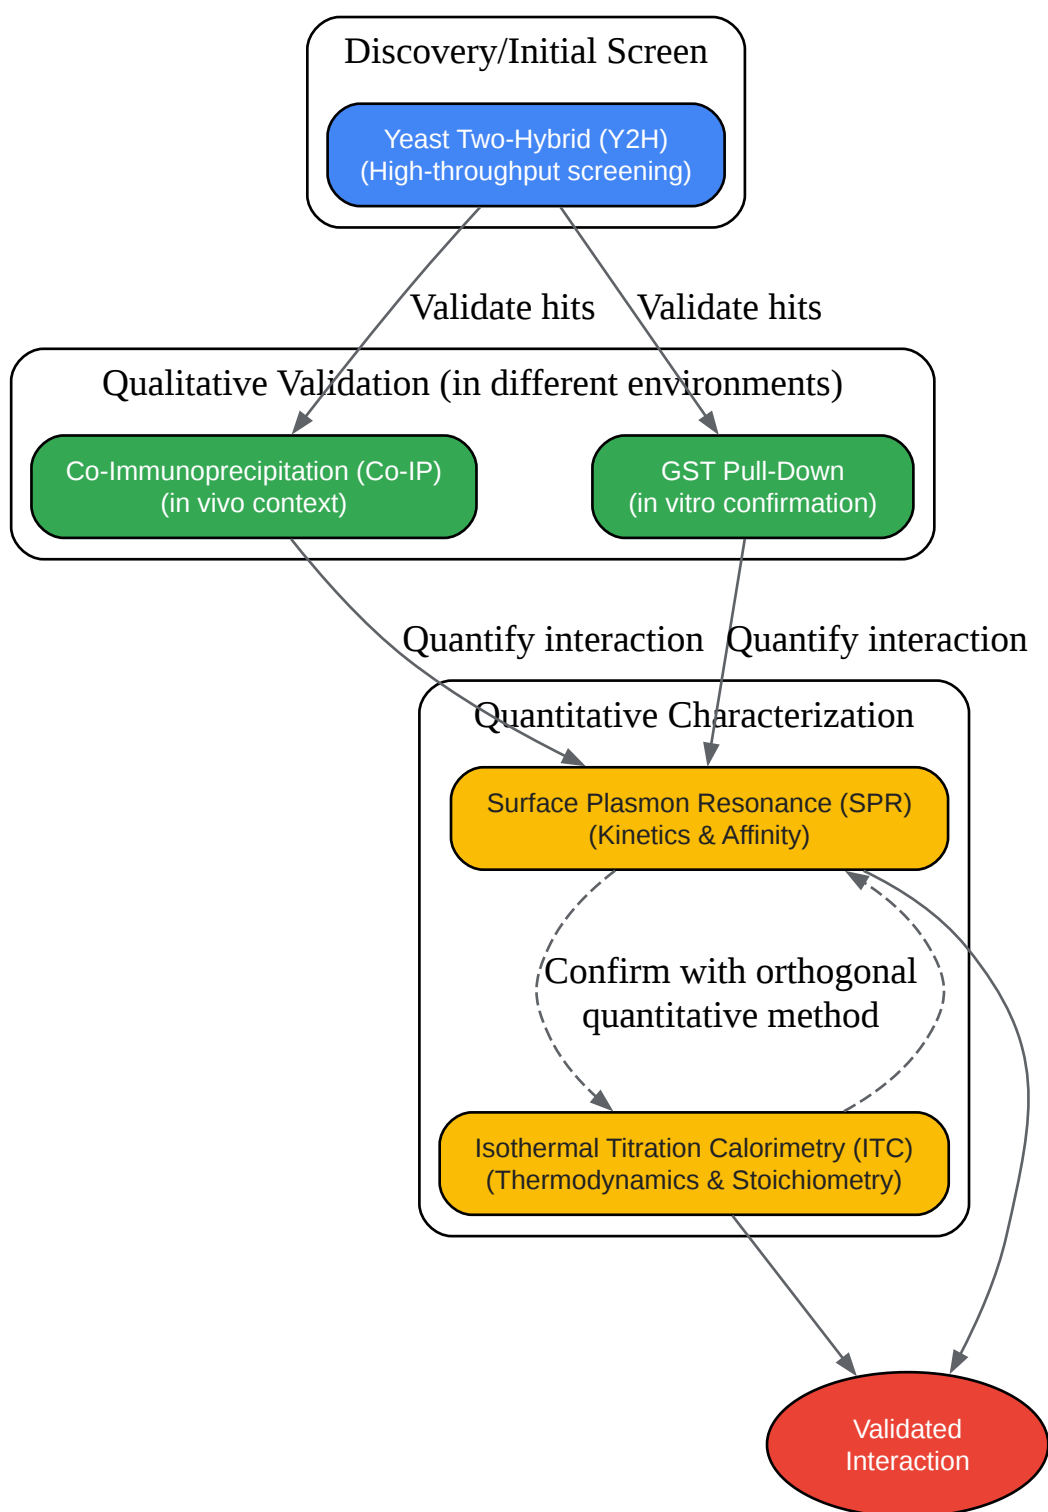 Discovery/Initial Screen
Yeast Two-Hybrid (Y2H)
(High-throughput screening)
Validate hits
Validate hits
Qualitative Validation (in different environments)
Co-Immunoprecipitation (Co-IP)
(in vivo context)
GST Pull-Down
(in vitro confirmation)
Quantify interaction
Quantify interaction
Quantitative Characterization
Surface Plasmon Resonance (SPR)
(Kinetics & Affinity)
Confirm with orthogonal
quantitative method
Isothermal Titration Calorimetry (ITC)
(Thermodynamics & Stoichiometry)
Validated
Interaction